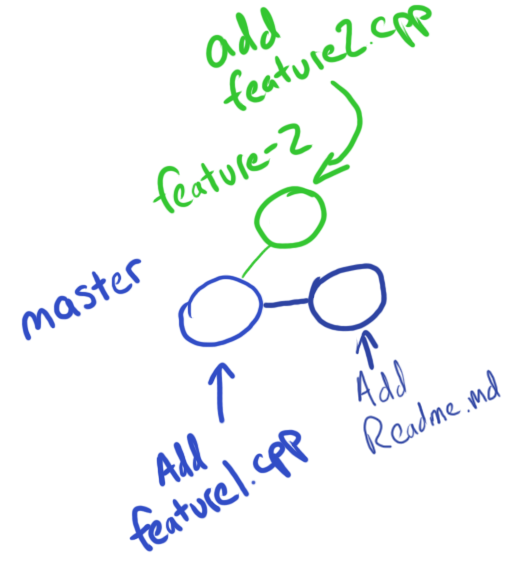 add
feature2.cpp
feature-2
master
Add
Readme.md
Add
feature1.cpp